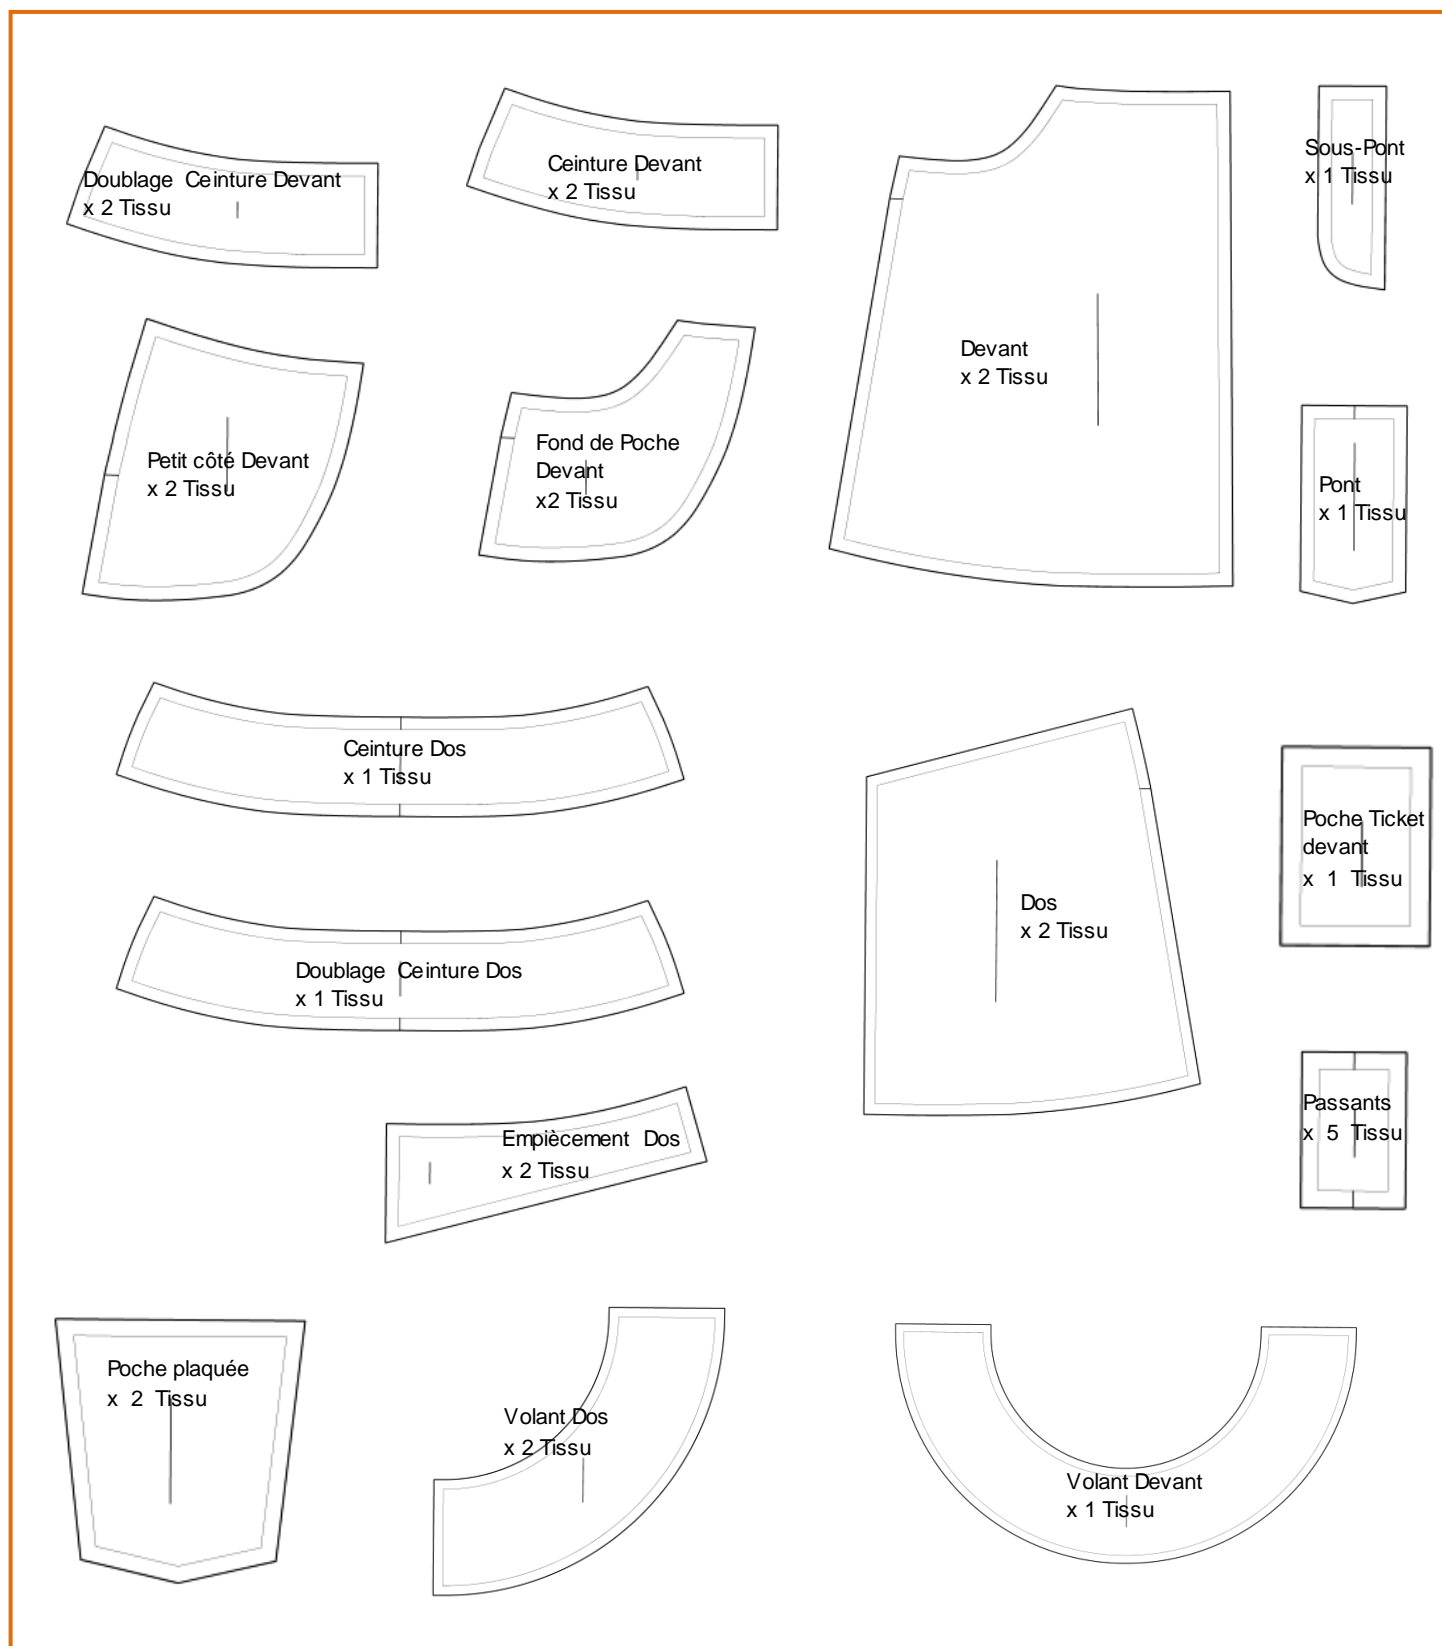 Doublage Ceinture Devant
x 2 Tissu
Ceinture Devant
x 2 Tissu
Sous-Pont
x 1 Tissu
Devant
x 2 Tissu
Petit côté Devant
x 2 Tissu
Fond de Poche
Devant
x2 Tissu
Pont
x 1 Tissu
Ceinture Dos
x 1 Tissu
Poche Ticket
devant
x 1 Tissu
Dos
x 2 Tissu
Doublage Ceinture Dos
x 1 Tissu
Passants
x 5 Tissu
Empiècement Dos
x 2 Tissu
Poche plaquée
x 2 Tissu
Volant Dos
x 2 Tissu
Volant Devant
x 1 Tissu